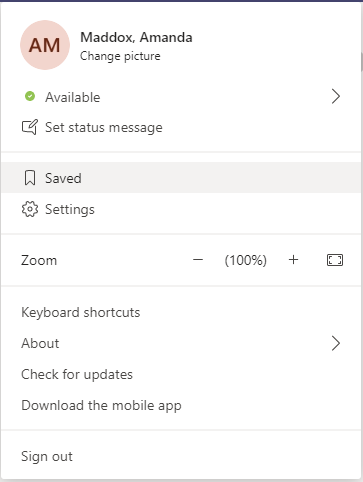 AM
Maddox, Amanda
Change picture
Available
Set status message
Saved
Settings
Zoom − (100%) +
Keyboard shortcuts
About
Check for updates
Download the mobile app
Sign out